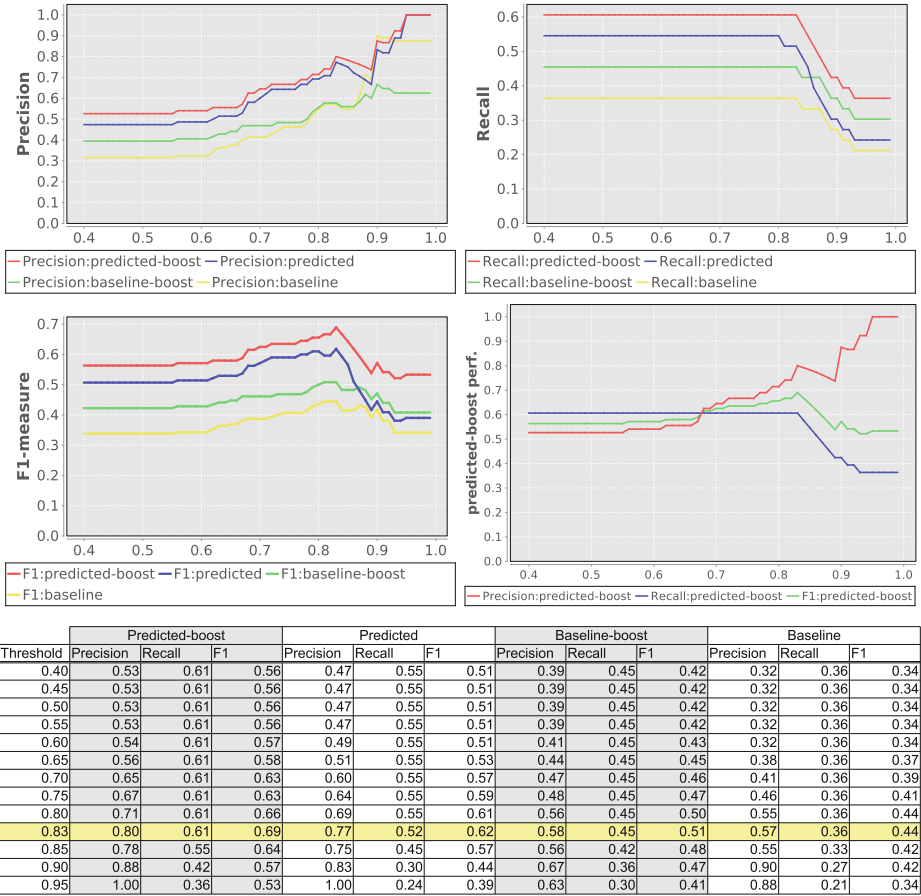 Precision
1.0
0.9
0.8
0.7
0.6
0.5
0.4
0.3
0.2
0.1
0.0
0.4 0.5 0.6 0.7 0.8 0.9 1.0
Precision:predicted-boost Precision:predicted
Precision:baseline-boost Precision:baseline
Recall
0.6
0.5
0.4
0.3
0.2
0.1
0.0
0.4 0.5 0.6 0.7 0.8 0.9 1.0
Recall:predicted-boost Recall:predicted
Recall:baseline-boost Recall:baseline
F1-measure
0.7
0.6
0.5
0.4
0.3
0.2
0.1
0.0
0.4 0.5 0.6 0.7 0.8 0.9 1.0
F1:predicted-boost F1:predicted F1:baseline-boost
F1:baseline
predicted-boost perf.
1.0
0.9
0.8
0.7
0.6
0.5
0.4
0.3
0.2
0.1
0.0
0.4 0.5 0.6 0.7 0.8 0.9 1.0
Precision:predicted-boost Recall:predicted-boost F1:predicted-boost
Predicted-boost Predicted Baseline-boost Baseline
Threshold Precision Recall F1 Precision Recall F1 Precision Recall F1 Precision Recall F1
0.40 0.53 0.61 0.56 0.47 0.55 0.51 0.39 0.45 0.42 0.32 0.36 0.34
0.45 0.53 0.61 0.56 0.47 0.55 0.51 0.39 0.45 0.42 0.32 0.36 0.34
0.50 0.53 0.61 0.56 0.47 0.55 0.51 0.39 0.45 0.42 0.32 0.36 0.34
0.55 0.53 0.61 0.56 0.47 0.55 0.51 0.39 0.45 0.42 0.32 0.36 0.34
0.60 0.54 0.61 0.57 0.49 0.55 0.51 0.41 0.45 0.43 0.32 0.36 0.34
0.65 0.56 0.61 0.58 0.51 0.55 0.53 0.44 0.45 0.45 0.38 0.36 0.37
0.70 0.65 0.61 0.63 0.60 0.55 0.57 0.47 0.45 0.46 0.41 0.36 0.39
0.75 0.67 0.61 0.63 0.64 0.55 0.59 0.48 0.45 0.47 0.46 0.36 0.41
0.80 0.71 0.61 0.66 0.69 0.55 0.61 0.56 0.45 0.50 0.55 0.36 0.44
0.83 0.80 0.61 0.69 0.77 0.52 0.62 0.58 0.45 0.51 0.57 0.36 0.44
0.85 0.78 0.55 0.64 0.75 0.45 0.57 0.56 0.42 0.48 0.55 0.33 0.42
0.90 0.88 0.42 0.57 0.83 0.30 0.44 0.67 0.36 0.47 0.90 0.27 0.42
0.95 1.00 0.36 0.53 1.00 0.24 0.39 0.63 0.30 0.41 0.88 0.21 0.34